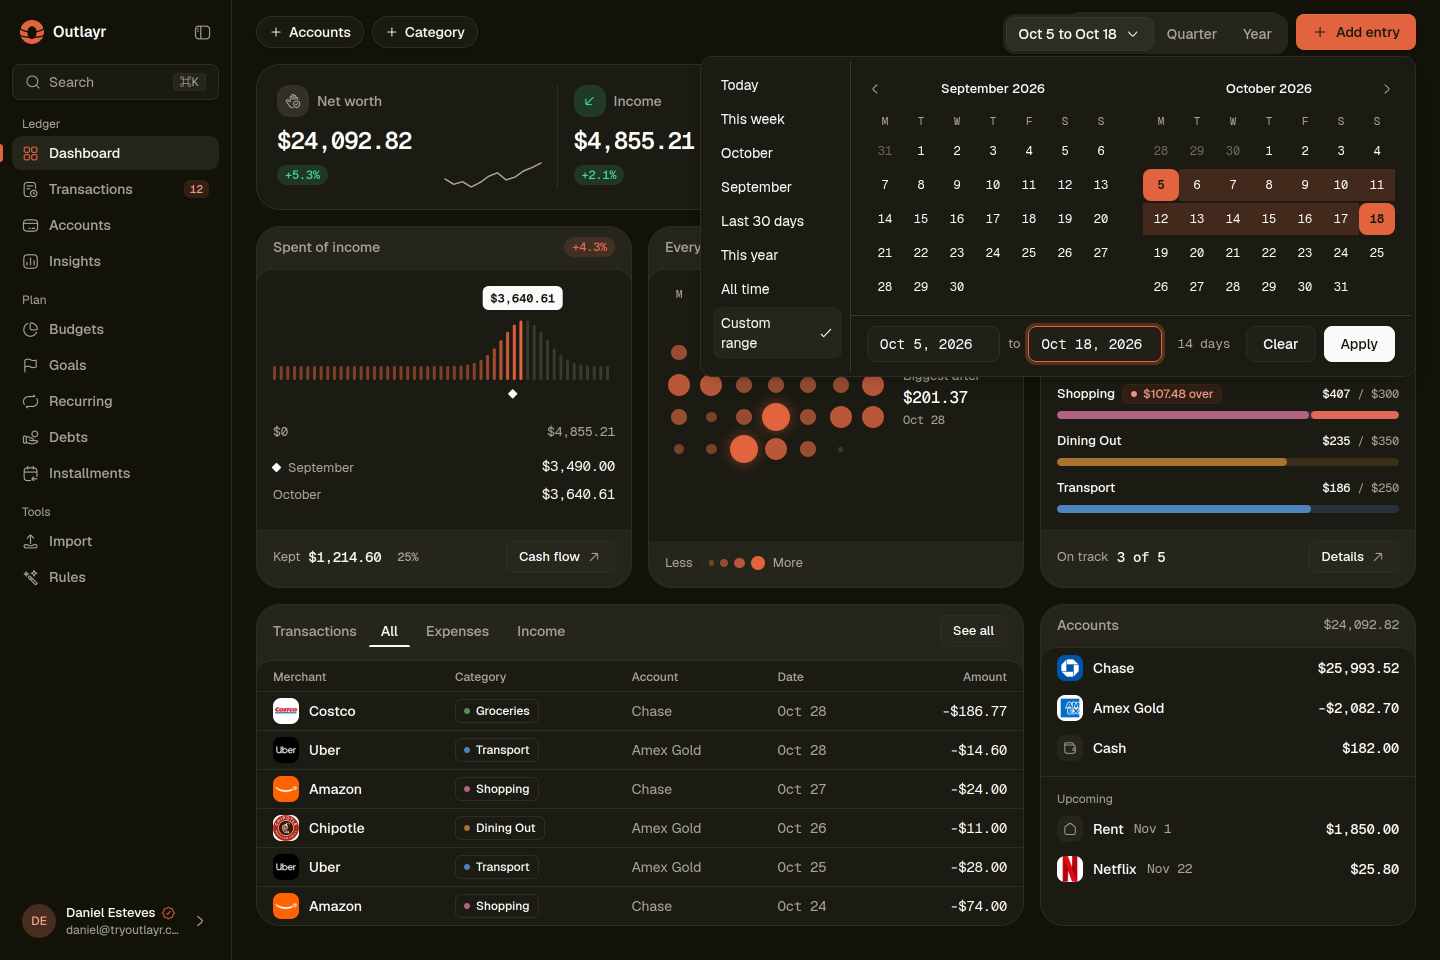 Outlayr
Search ⌘K
Ledger
Dashboard
Transactions 12
Accounts
Insights
Plan
Budgets
Goals
Recurring
Debts
Installments
Tools
Import
Rules
DE
Daniel Esteves
daniel@tryoutlayr.c...
+ Accounts
+ Category
Oct 5 to Oct 18
Quarter
Year
+ Add entry
Net worth
$24,092.82
+5.3%
Income
$4,855.21
+2.1%
Today
This week
October
September
Last 30 days
This year
All time
Custom range
September 2026
M T W T F S S
31 1 2 3 4 5 6
7 8 9 10 11 12 13
14 15 16 17 18 19 20
21 22 23 24 25 26 27
28 29 30
October 2026
M T W T F S S
28 29 30 1 2 3 4
5 6 7 8 9 10 11
12 13 14 15 16 17 18
19 20 21 22 23 24 25
26 27 28 29 30 31
Oct 5, 2026 to Oct 18, 2026 14 days Clear Apply
Spent of income +4.3%
$3,640.61
$0 $4,855.21
September $3,490.00
October $3,640.61
Kept $1,214.60 25%
Cash flow
Every
M
$201.37
Oct 28
Less More
Shopping $107.48 over $407 / $300
Dining Out $235 / $350
Transport $186 / $250
On track 3 of 5
Details
Transactions All Expenses Income See all
Merchant Category Account Date Amount
Costco Costco Groceries Chase Oct 28 -$186.77
Uber Uber Transport Amex Gold Oct 28 -$14.60
Amazon Shopping Chase Oct 27 -$24.00
Chipotle Dining Out Amex Gold Oct 26 -$11.00
Uber Uber Transport Amex Gold Oct 25 -$28.00
Amazon Shopping Chase Oct 24 -$74.00
Accounts $24,092.82
Chase $25,993.52
AM EX Amex Gold -$2,082.70
Cash $182.00
Upcoming
Rent Nov 1 $1,850.00
Netflix Nov 22 $25.80